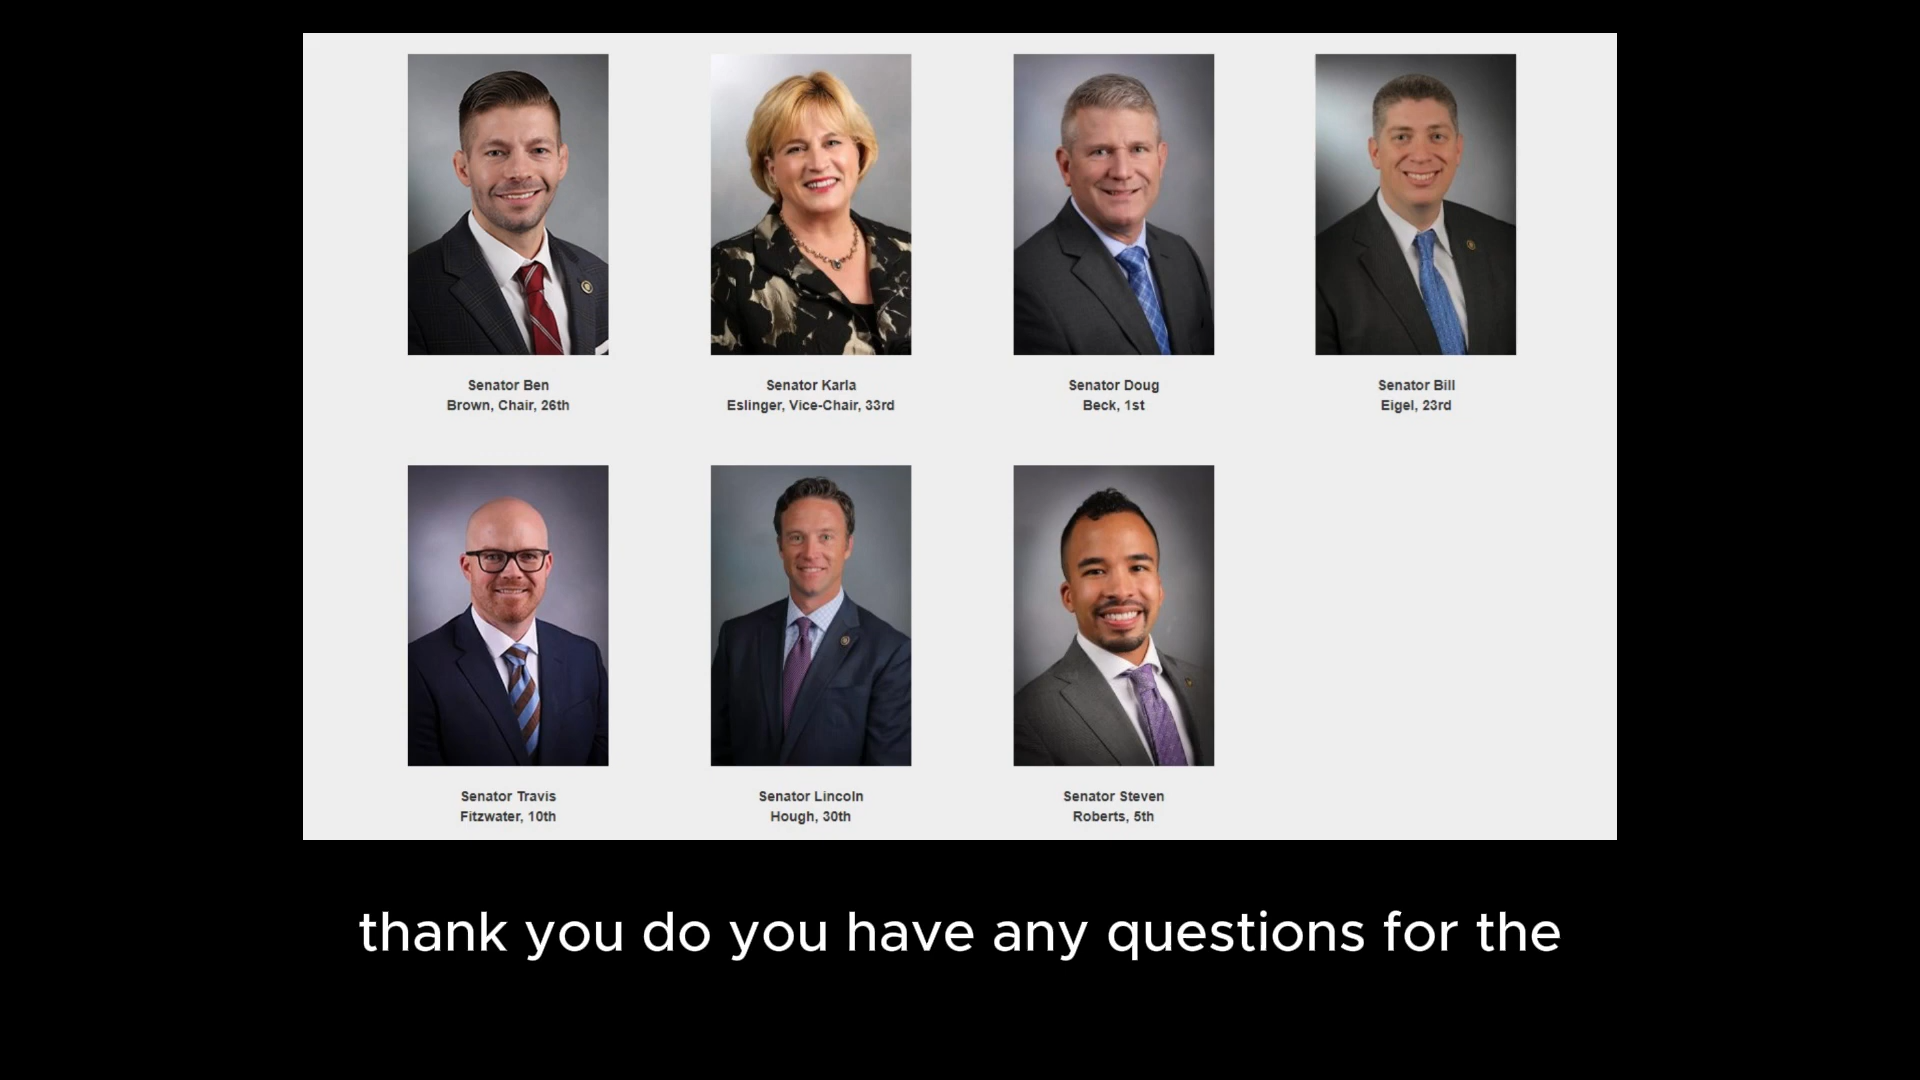 Senator Ben
Brown, Chair, 26th
Senator Karla
Eslinger, Vice-Chair, 33rd
Senator Doug
Beck, 1st
Senator Bill
Eigel, 23rd
Senator Travis
Fitzwater, 10th
Senator Lincoln
Hough, 30th
Senator Steven
Roberts, 5th
thank you do you have any questions for the